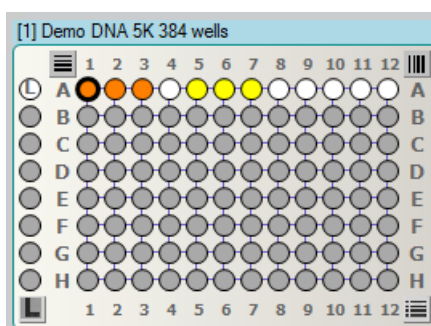 [1] Demo DNA 5K 384 wells
1 2 3 4 5 6 7 8 9 10 11 12
L A A
B B
C C
D D
E E
F F
G G
H H
L 1 2 3 4 5 6 7 8 9 10 11 12